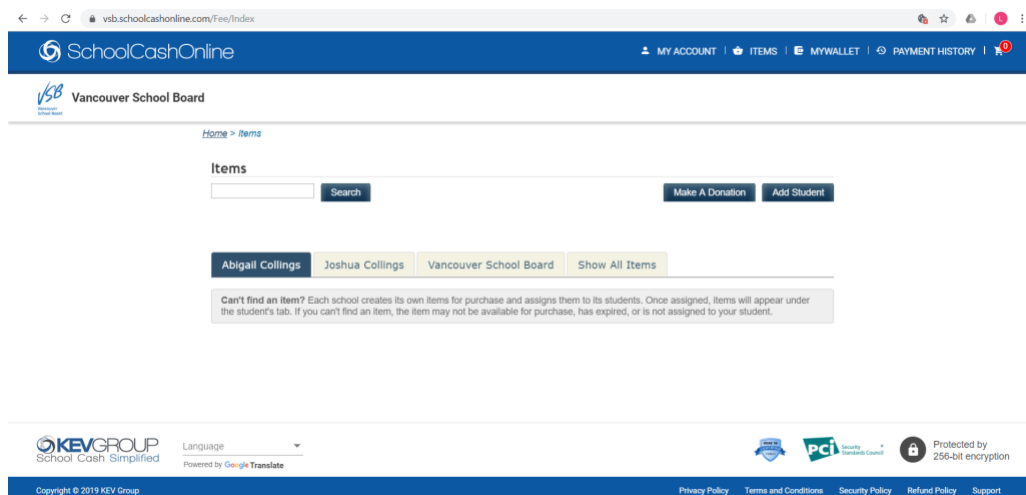 vsb.schoolcashonline.com/Fee/Index
L
SchoolCashOnline
MY ACCOUNT | ITEMS | MYWALLET | PAYMENT HISTORY | 0
VSB
Vancouver
School Board
Vancouver School Board
Home > Items
Items
Search
Make A Donation
Add Student
Abigail Collings
Joshua Collings
Vancouver School Board
Show All Items
Can't find an item? Each school creates its own items for purchase and assigns them to its students. Once assigned, items will appear under
the student's tab. If you can't find an item, the item may not be available for purchase, has expired, or is not assigned to your student.
KEVGROUP
School Cash Simplified
Language
Powered by Google Translate
PCI Security
Standards Council
Protected by
256-bit encryption
Copyright © 2019 KEV Group
Privacy Policy Terms and Conditions Security Policy Refund Policy Support